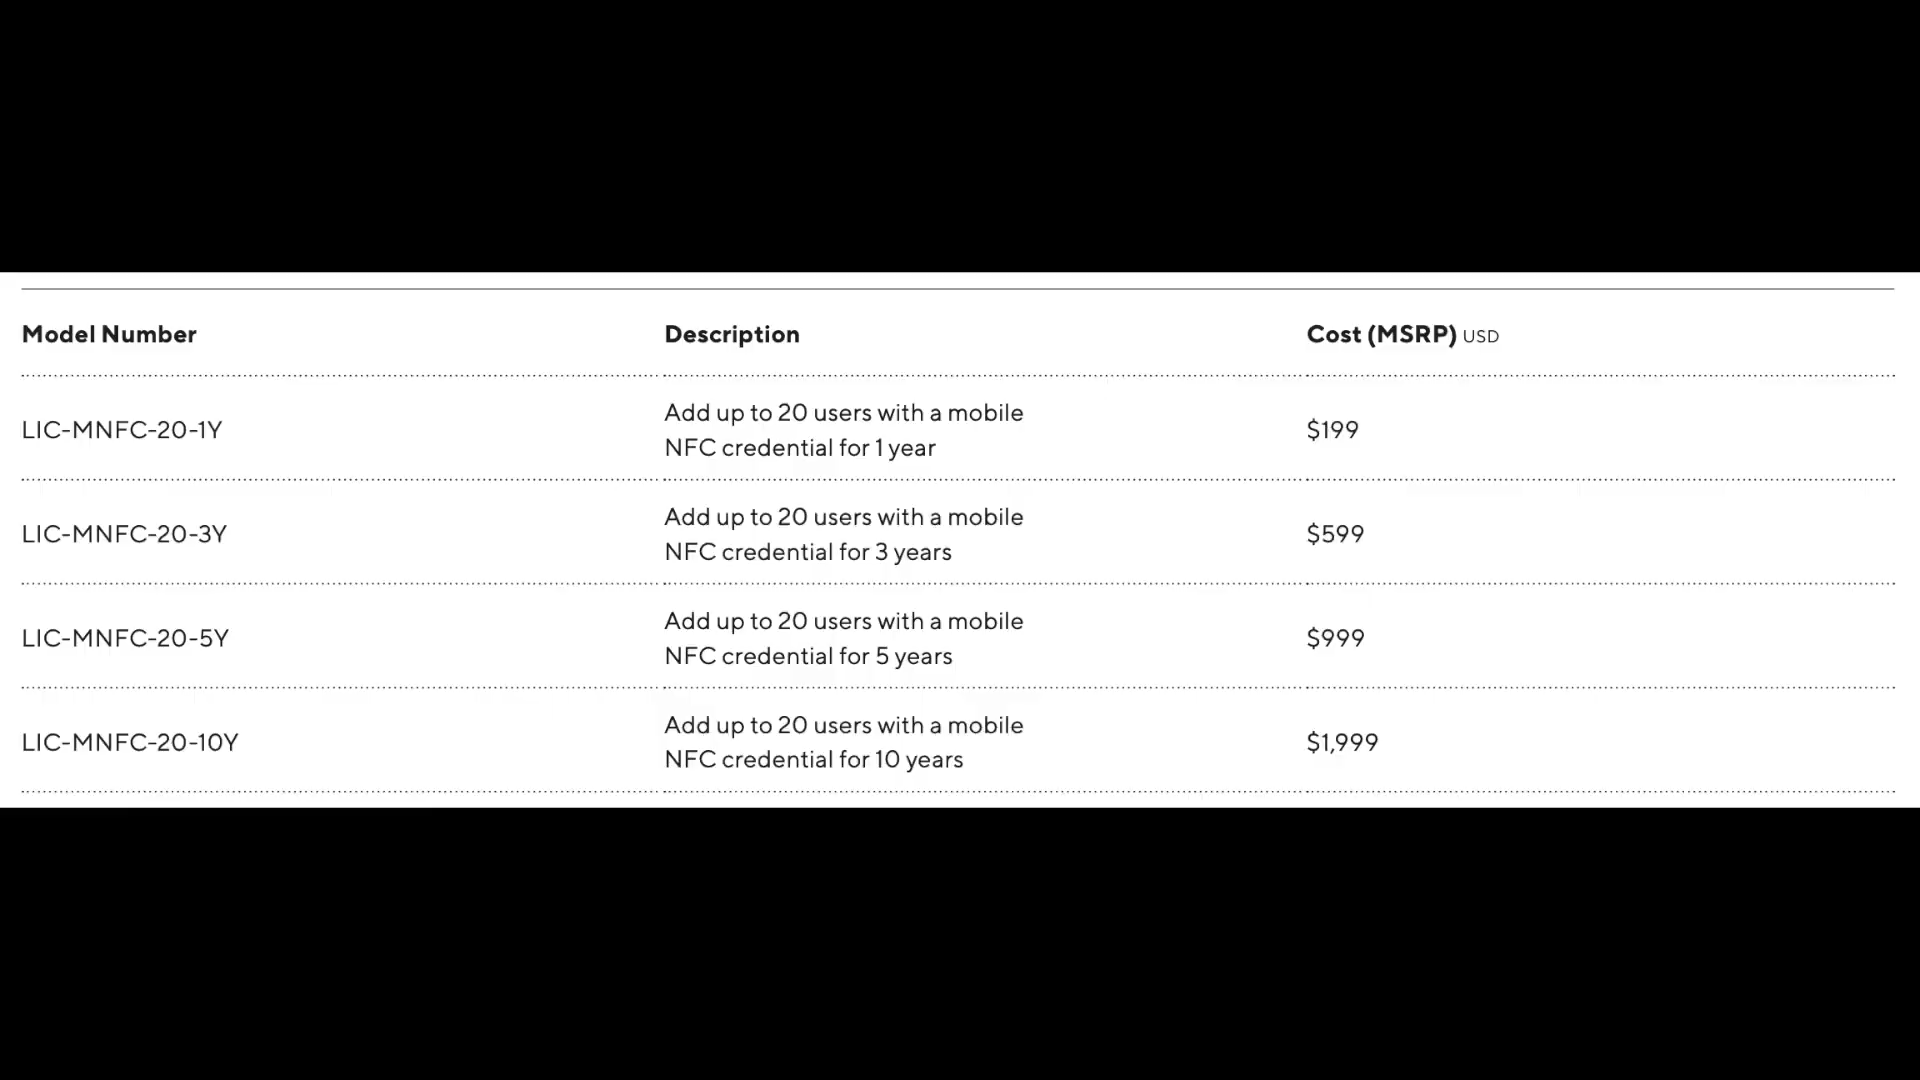 Model Number Description Cost (MSRP) USD
LIC-MNFC-20-1Y
Add up to 20 users with a mobile
NFC credential for 1 year
$199
LIC-MNFC-20-3Y
Add up to 20 users with a mobile
NFC credential for 3 years
$599
LIC-MNFC-20-5Y
Add up to 20 users with a mobile
NFC credential for 5 years
$999
LIC-MNFC-20-10Y
Add up to 20 users with a mobile
NFC credential for 10 years
$1,999